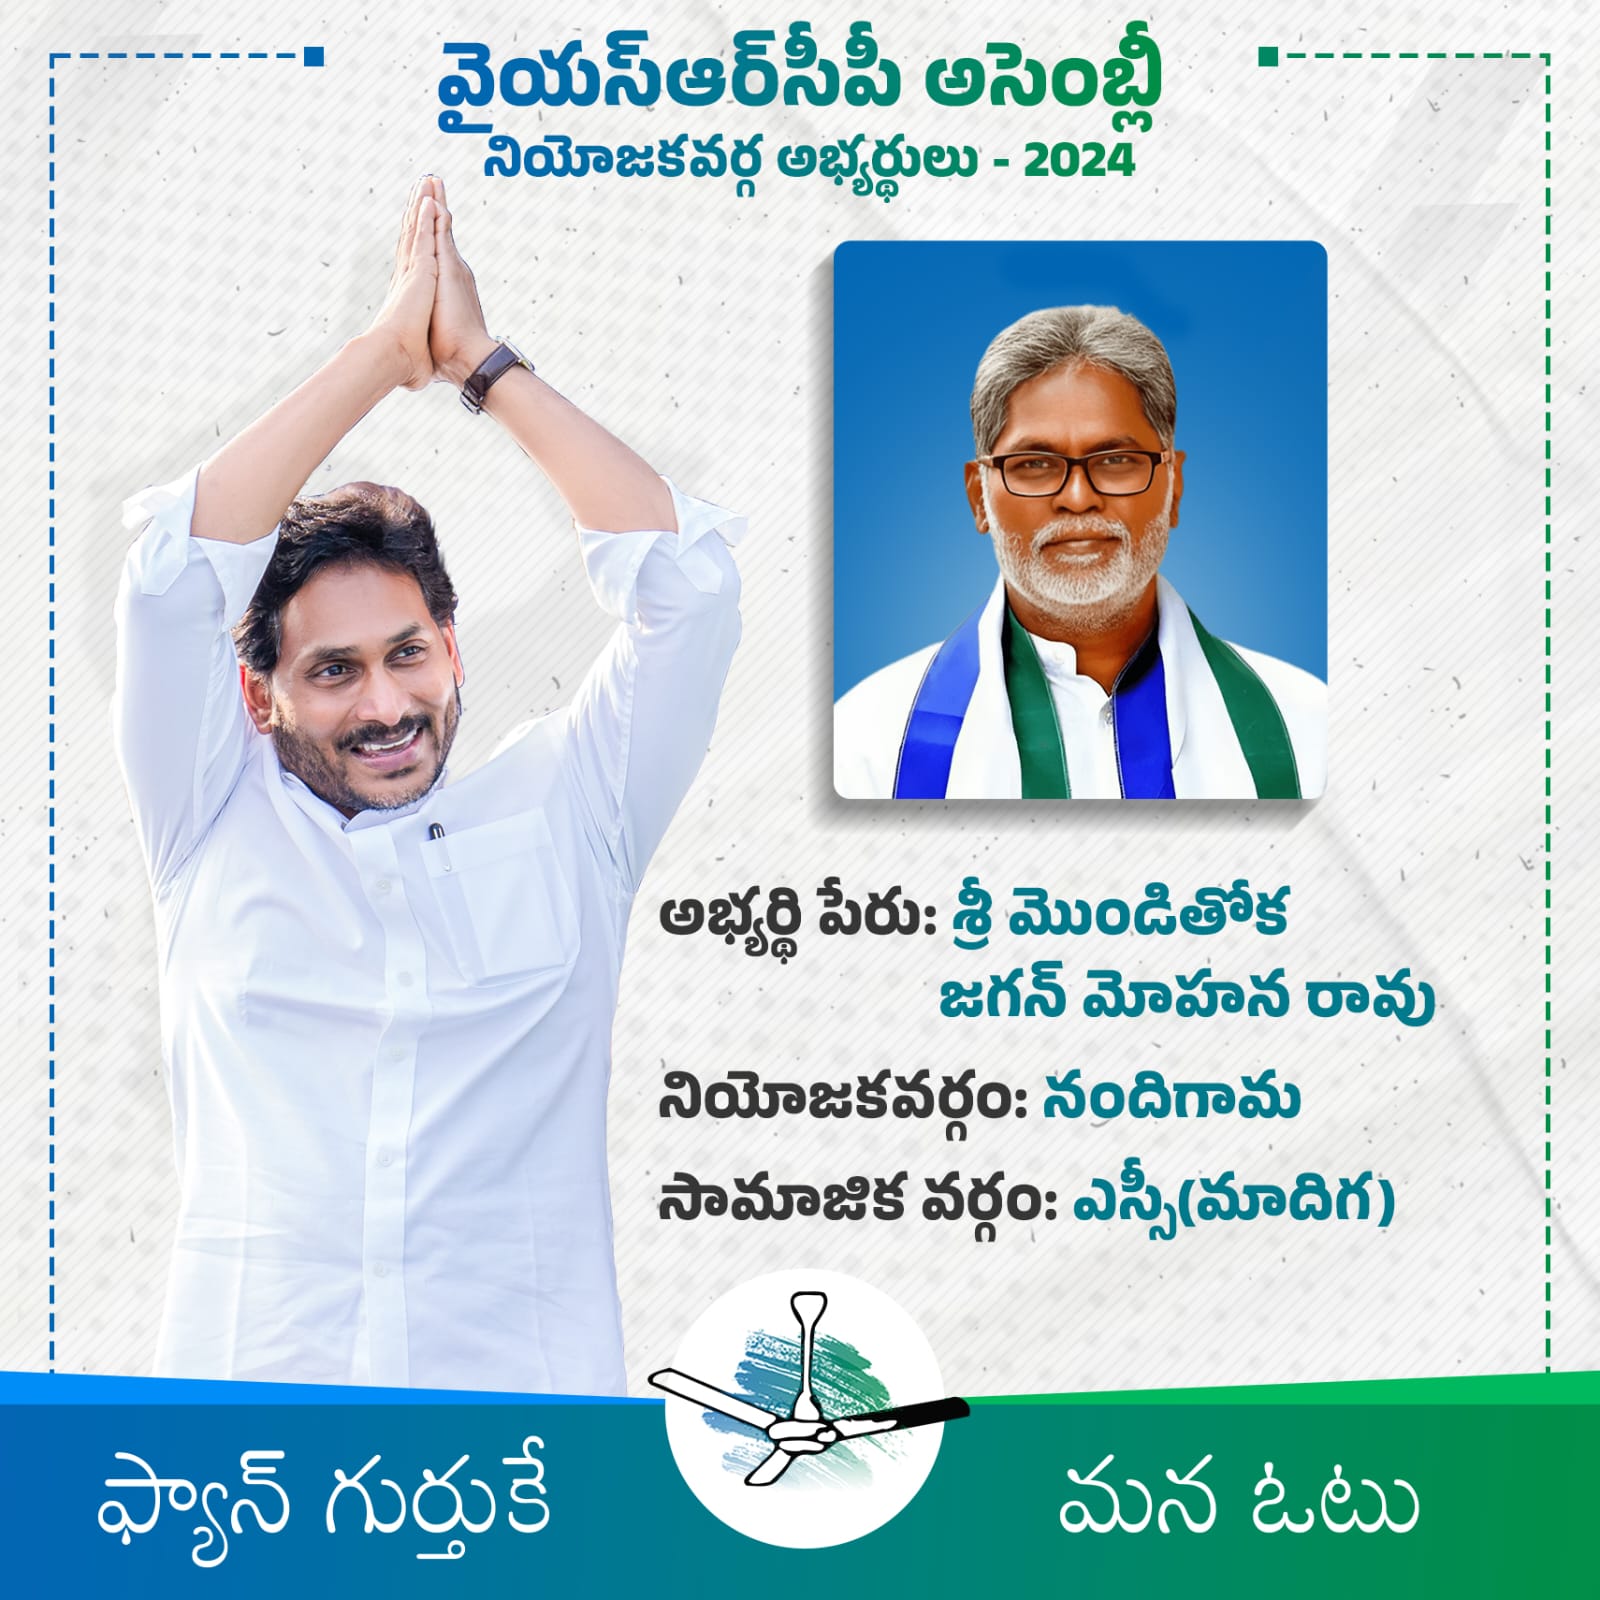 వైయస్ఆర్‌సీపీ అసెంబ్లీ
నియోజకవర్గ అభ్యర్థులు - 2024
అభ్యర్థి పేరు: శ్రీ మొండితోక
జగన్ మోహన రావు
నియోజకవర్గం: నందిగామ
సామాజిక వర్గం: ఎస్సీ(మాదిగ)
ఫ్యాన్ గుర్తుకే మన ఓటు